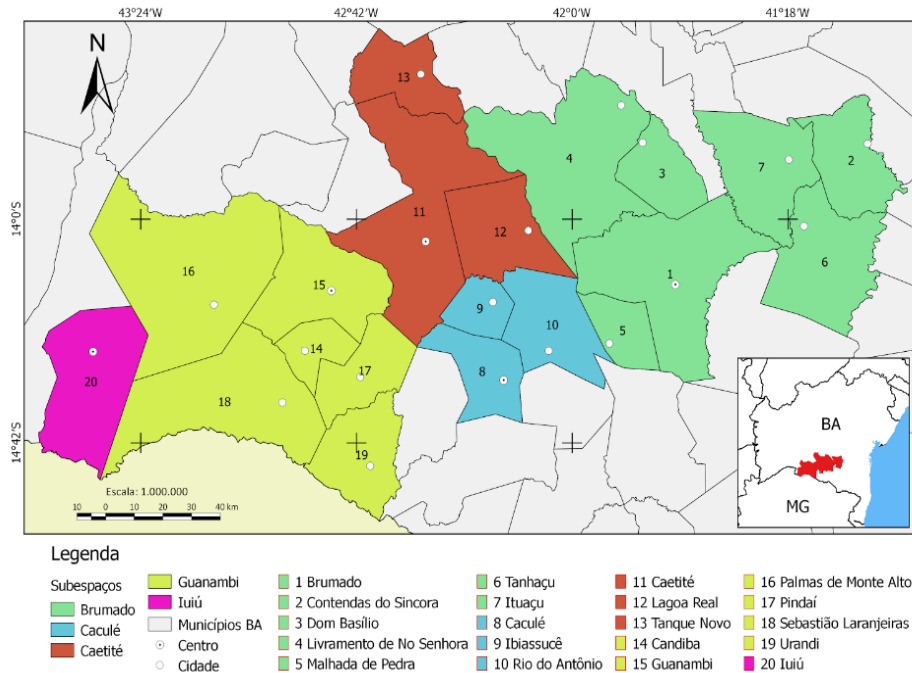 43°24'W
42°42'W
42°0'W
41°18'W
N
13
4
7
2
3
14°0'S
11
12
6
16
1
15
9
10
5
14
20
17
8
18
BA
14°42'S
19
Escala: 1.000.000
10 0 10 20 30 40 km
MG
Legenda
Subespaços
Brumado
Caculé
Caetité
Guanambi
Iuiú
Municípios BA
Centro
Cidade
1 Brumado
2 Contendas do Sincora
3 Dom Basílio
4 Livramento de No Senhora
5 Malhada de Pedra
6 Tanhaçu
7 Ituaçu
8 Caculé
9 Ibiassucê
10 Rio do Antônio
11 Caetité
12 Lagoa Real
13 Tanque Novo
14 Candiba
15 Guanambi
16 Palmas de Monte Alto
17 Pindaí
18 Sebastião Laranjeiras
19 Urandi
20 Iuiú